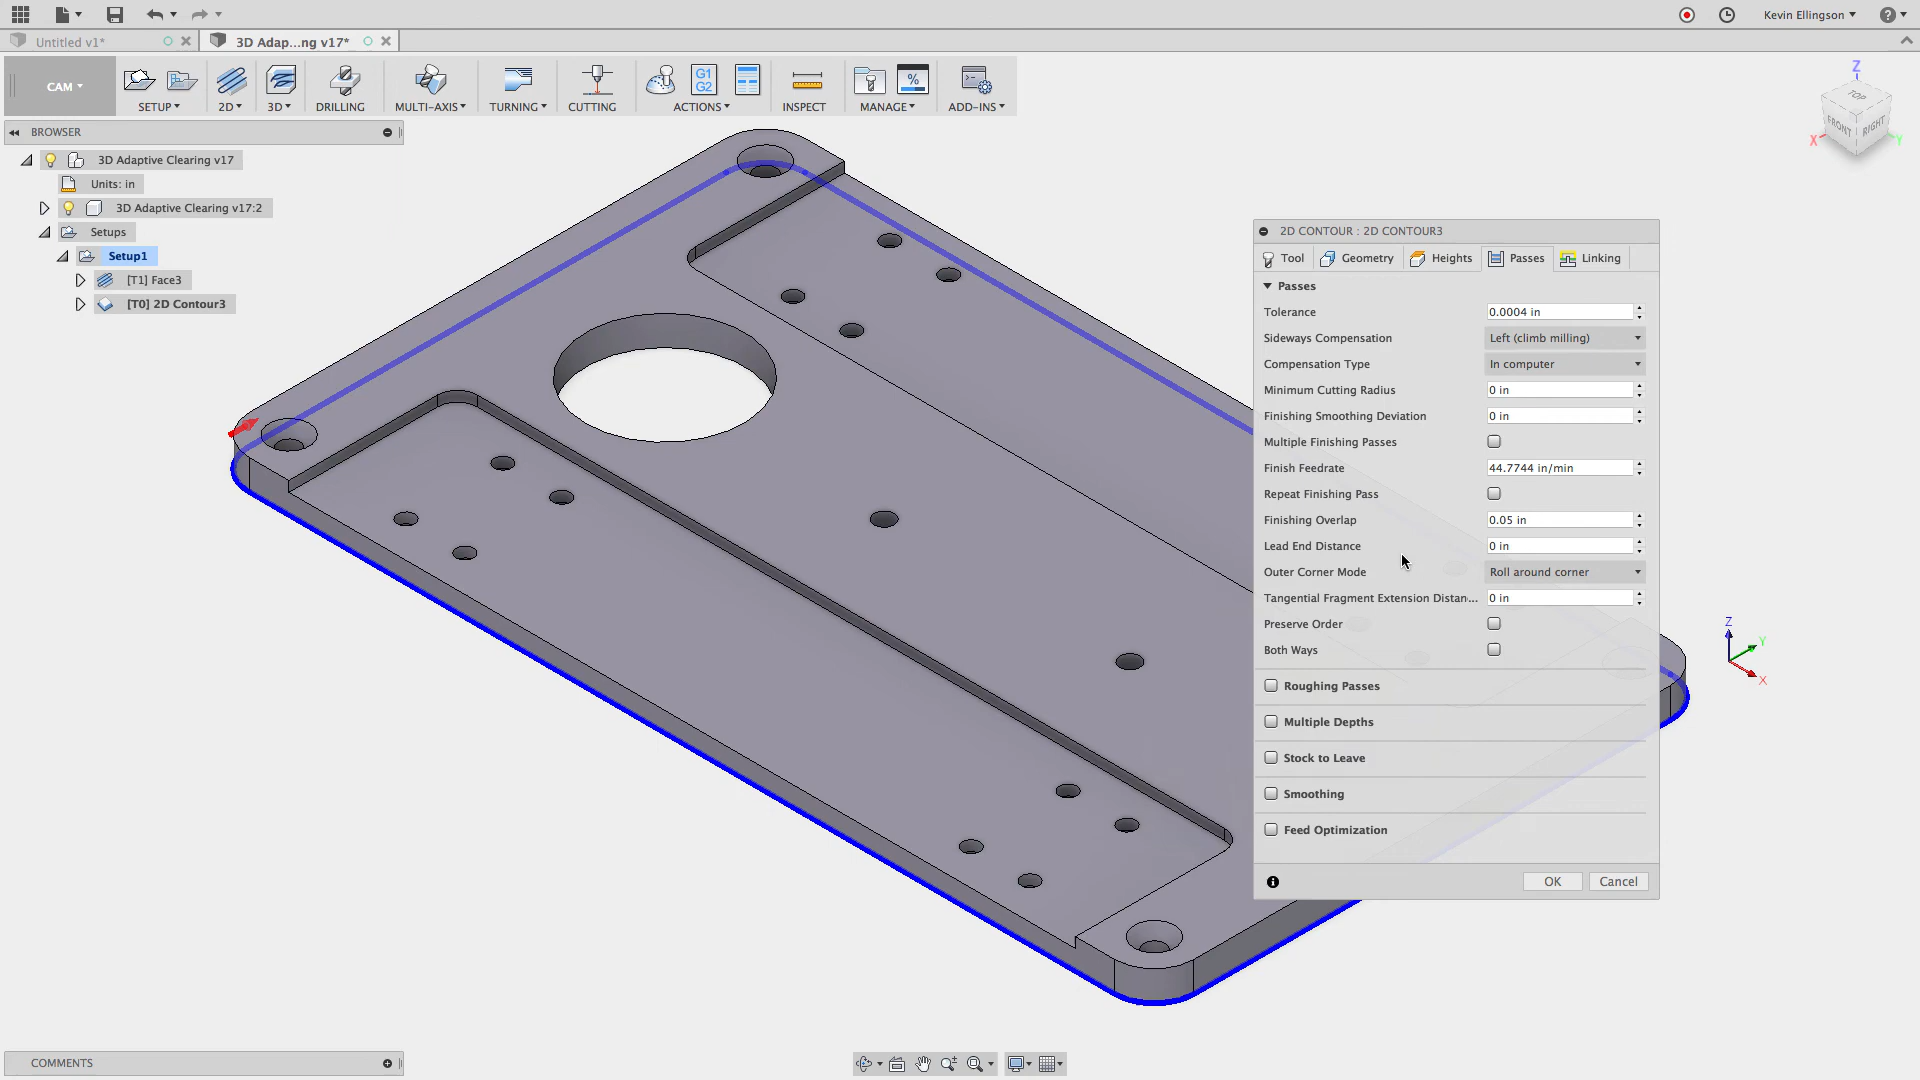 Kevin Ellingson
Untitled v1*
3D Adap...ng v17*
CAM
G1
G2
%
SETUP
2D
3D
DRILLING
MULTI-AXIS
TURNING
CUTTING
ACTIONS
INSPECT
MANAGE
ADD-INS
Z
TOP
FRONT
RIGHT
X
Y
BROWSER
3D Adaptive Clearing v17
Units: in
3D Adaptive Clearing v17:2
Setups
Setup1
[T1] Face3
[T0] 2D Contour3
2D CONTOUR : 2D CONTOUR3
Tool Geometry Heights Passes Linking
Passes
Tolerance 0.0004 in
Sideways Compensation Left (climb milling)
Compensation Type In computer
Minimum Cutting Radius 0 in
Finishing Smoothing Deviation 0 in
Multiple Finishing Passes
Finish Feedrate 44.7744 in/min
Repeat Finishing Pass
Finishing Overlap 0.05 in
Lead End Distance 0 in
Outer Corner Mode Roll around corner
Tangential Fragment Extension Distan... 0 in
Preserve Order
Both Ways
Roughing Passes
Multiple Depths
Stock to Leave
Smoothing
Feed Optimization
OK Cancel
Z
Y
X
COMMENTS